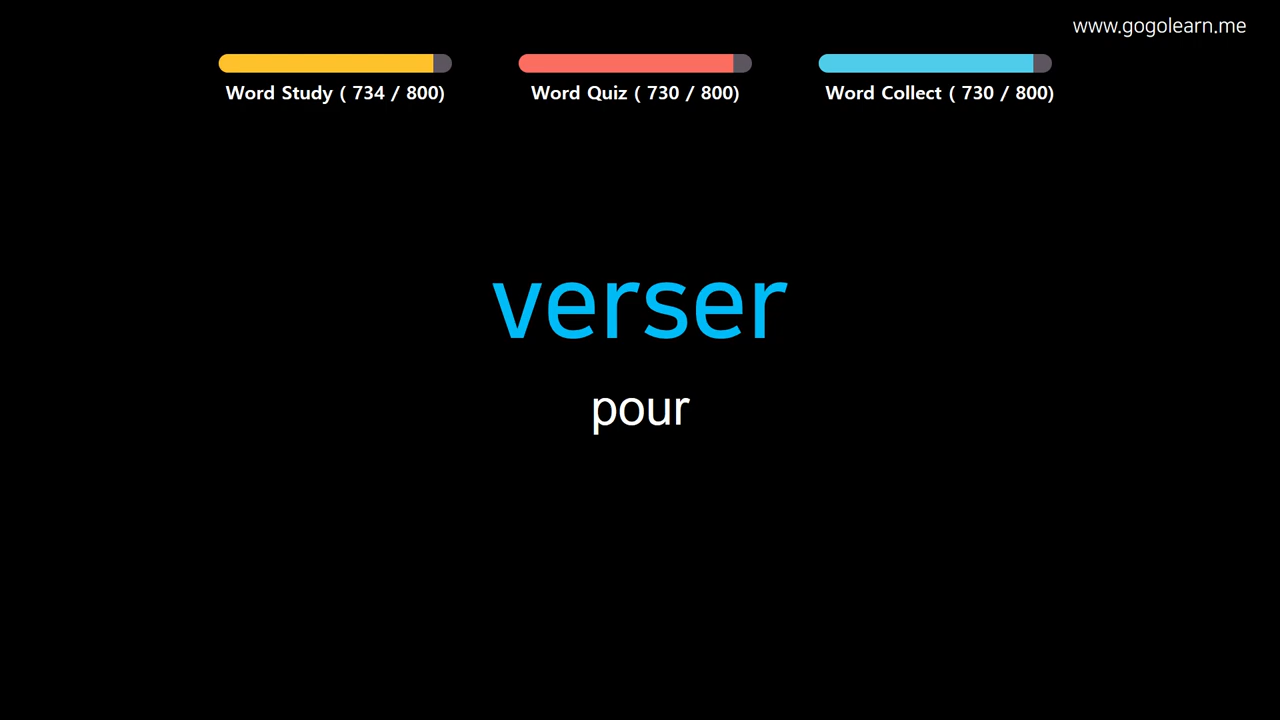 www.gogolearn.me
Word Study ( 734 / 800)
Word Quiz ( 730 / 800)
Word Collect ( 730 / 800)
verser
pour